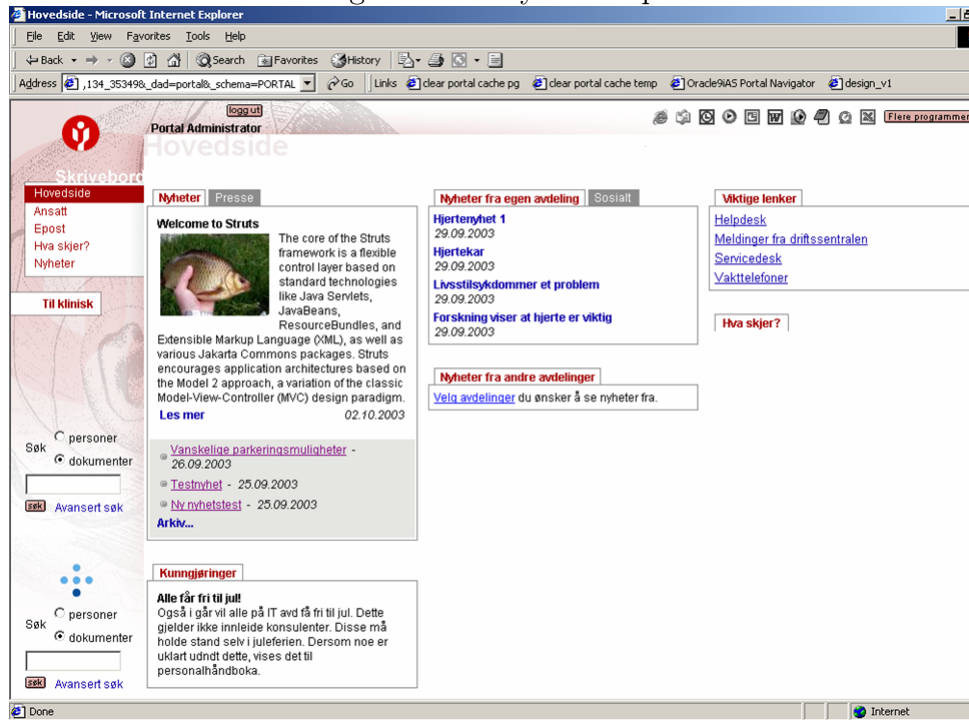 Hovedside - Microsoft Internet Explorer
File Edit View Favorites Tools Help
Back Search Favorites History
Address ,134_35349&_dad=portal&_schema=PORTAL Go Links clear portal cache pg clear portal cache temp Oracle9iAS Portal Navigator design_v1
logg ut
Portal Administrator
Flere programmer
Hovedside
Skrivebord
Hovedside
Ansatt
Epost
Hva skjer?
Nyheter
Til klinisk
Søk personer
dokumenter
søk Avansert søk
Søk personer
dokumenter
søk Avansert søk
Nyheter Presse
Welcome to Struts
The core of the Struts
framework is a flexible
control layer based on
standard technologies
like Java Servlets,
JavaBeans,
ResourceBundles, and
Extensible Markup Language (XML), as well as
various Jakarta Commons packages. Struts
encourages application architectures based on
the Model 2 approach, a variation of the classic
Model-View-Controller (MVC) design paradigm.
Les mer 02.10.2003
Vanskelige parkeringsmuligheter -
26.09.2003
Testnyhet - 25.09.2003
Ny nyhetstest - 25.09.2003
Arkiv...
Kunngjøringer
Alle får fri til jul!
Også i går vil alle på IT avd få fri til jul. Dette
gjelder ikke innleide konsulenter. Disse må
holde stand selv i juleferien. Dersom noe er
uklart udndt dette, vises det til
personalhåndboka.
Nyheter fra egen avdeling Sosialt
Hjertenyhet 1
29.09.2003
Hjertekar
29.09.2003
Livsstilsykdommer et problem
29.09.2003
Forskning viser at hjerte er viktig
29.09.2003
Nyheter fra andre avdelinger
Velg avdelinger du ønsker å se nyheter fra.
Viktige lenker
Helpdesk
Meldinger fra driftssentralen
Servicedesk
Vakttelefoner
Hva skjer?
Done Internet